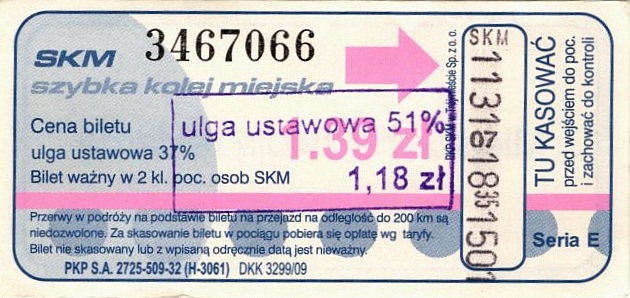 SKM 3467066
szybka kolej miejska
Cena biletu
ulga ustawowa 37%
1.39 zł
Bilet ważny w 2 kl. poc. osob SKM
ulga ustawowa 51%
1,18 zł
Przerwy w podróży na podstawie biletu na przejazd na odległość do 200 km są
niedozwolone. Za skasowanie biletu w pociągu pobiera się opłatę wg taryfy.
Bilet nie skasowany lub z wpisaną odręcznie datą jest nieważny.
PKP S.A. 2725-509-32 (H-3061) DKK 3299/09
PKP SKM w Trójmieście Sp. z o. o.
SKM
TU KASOWAĆ
przed wejściem do poc.
i zachować do kontroli
Seria E